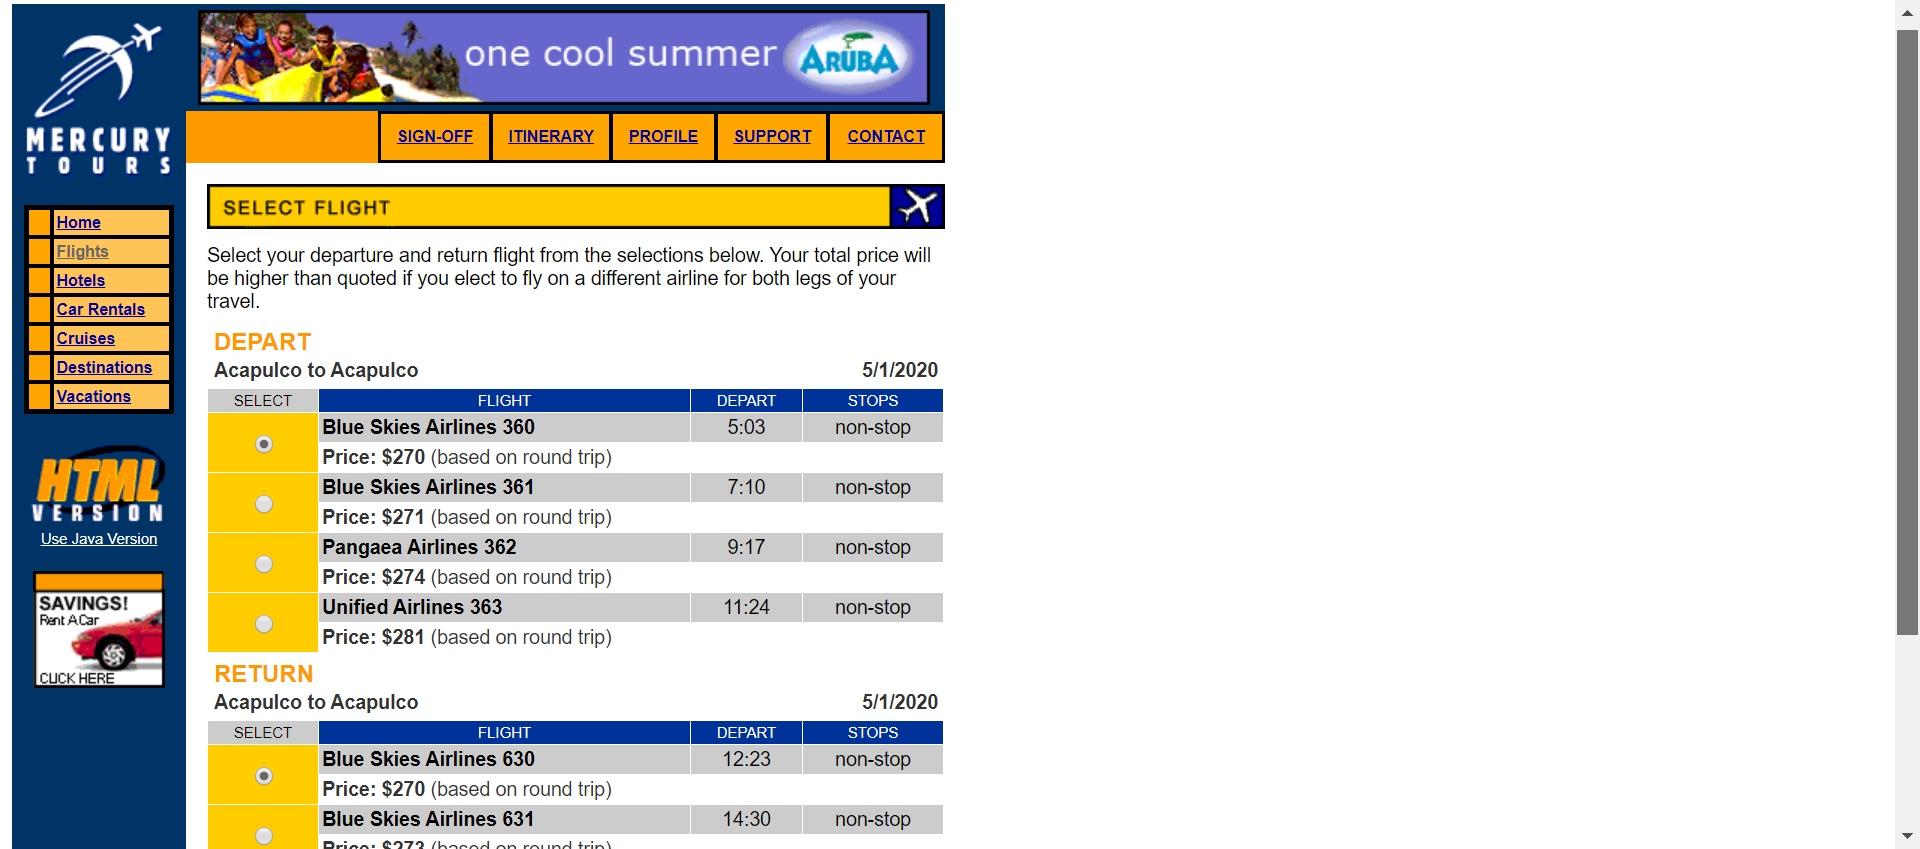 one cool summer ARUBA
MERCURY
TOURS
SIGN-OFF ITINERARY PROFILE SUPPORT CONTACT
SELECT FLIGHT
Home
Flights
Hotels
Car Rentals
Cruises
Destinations
Vacations
HTML
VERSION
Use Java Version
SAVINGS!
Rent A Car
CLICK HERE
Select your departure and return flight from the selections below. Your total price will
be higher than quoted if you elect to fly on a different airline for both legs of your
travel.
DEPART
Acapulco to Acapulco 5/1/2020
SELECT FLIGHT DEPART STOPS
Blue Skies Airlines 360 5:03 non-stop
Price: $270 (based on round trip)
Blue Skies Airlines 361 7:10 non-stop
Price: $271 (based on round trip)
Pangaea Airlines 362 9:17 non-stop
Price: $274 (based on round trip)
Unified Airlines 363 11:24 non-stop
Price: $281 (based on round trip)
RETURN
Acapulco to Acapulco 5/1/2020
SELECT FLIGHT DEPART STOPS
Blue Skies Airlines 630 12:23 non-stop
Price: $270 (based on round trip)
Blue Skies Airlines 631 14:30 non-stop
Price: $273 (based on round trip)